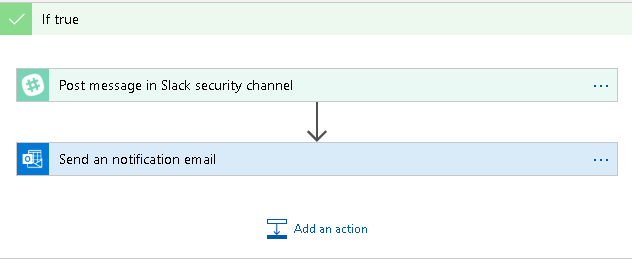 If true
Post message in Slack security channel
Send an notification email
Add an action